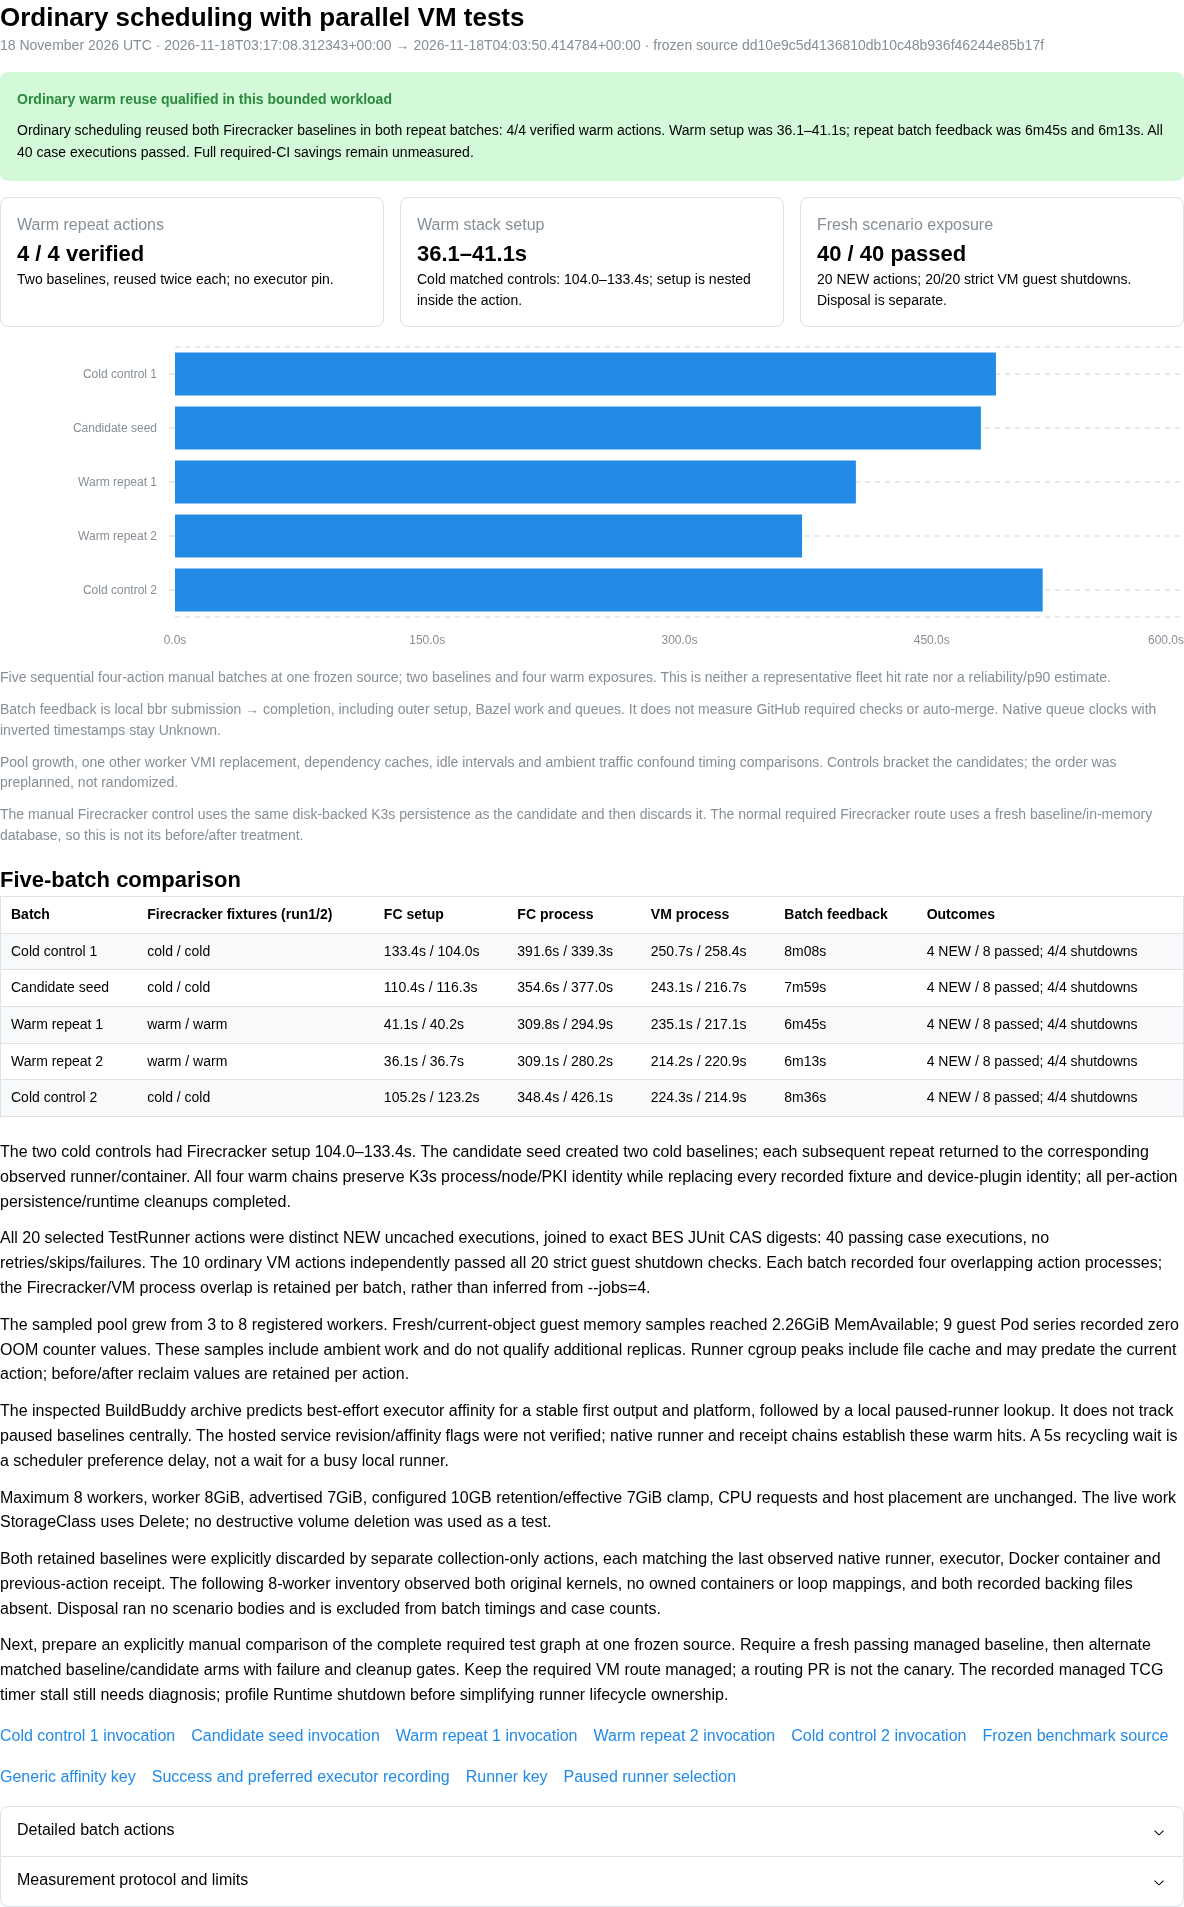 Ordinary scheduling with parallel VM tests
18 November 2026 UTC · 2026-11-18T03:17:08.312343+00:00 → 2026-11-18T04:03:50.414784+00:00 · frozen source dd10e9c5d4136810db10c48b936f46244e85b17f
Ordinary warm reuse qualified in this bounded workload
Ordinary scheduling reused both Firecracker baselines in both repeat batches: 4/4 verified warm actions. Warm setup was 36.1–41.1s; repeat batch feedback was 6m45s and 6m13s. All
40 case executions passed. Full required-CI savings remain unmeasured.
Warm repeat actions
4 / 4 verified
Two baselines, reused twice each; no executor pin.
Warm stack setup
36.1–41.1s
Cold matched controls: 104.0–133.4s; setup is nested
inside the action.
Fresh scenario exposure
40 / 40 passed
20 NEW actions; 20/20 strict VM guest shutdowns.
Disposal is separate.
Cold control 1
Candidate seed
Warm repeat 1
Warm repeat 2
Cold control 2
0.0s 150.0s 300.0s 450.0s 600.0s
Five sequential four-action manual batches at one frozen source; two baselines and four warm exposures. This is neither a representative fleet hit rate nor a reliability/p90 estimate.
Batch feedback is local bbr submission → completion, including outer setup, Bazel work and queues. It does not measure GitHub required checks or auto-merge. Native queue clocks with
inverted timestamps stay Unknown.
Pool growth, one other worker VMI replacement, dependency caches, idle intervals and ambient traffic confound timing comparisons. Controls bracket the candidates; the order was
preplanned, not randomized.
The manual Firecracker control uses the same disk-backed K3s persistence as the candidate and then discards it. The normal required Firecracker route uses a fresh baseline/in-memory
database, so this is not its before/after treatment.
Five-batch comparison
Batch Firecracker fixtures (run1/2) FC setup FC process VM process Batch feedback Outcomes
Cold control 1 cold / cold 133.4s / 104.0s 391.6s / 339.3s 250.7s / 258.4s 8m08s 4 NEW / 8 passed; 4/4 shutdowns
Candidate seed cold / cold 110.4s / 116.3s 354.6s / 377.0s 243.1s / 216.7s 7m59s 4 NEW / 8 passed; 4/4 shutdowns
Warm repeat 1 warm / warm 41.1s / 40.2s 309.8s / 294.9s 235.1s / 217.1s 6m45s 4 NEW / 8 passed; 4/4 shutdowns
Warm repeat 2 warm / warm 36.1s / 36.7s 309.1s / 280.2s 214.2s / 220.9s 6m13s 4 NEW / 8 passed; 4/4 shutdowns
Cold control 2 cold / cold 105.2s / 123.2s 348.4s / 426.1s 224.3s / 214.9s 8m36s 4 NEW / 8 passed; 4/4 shutdowns
The two cold controls had Firecracker setup 104.0–133.4s. The candidate seed created two cold baselines; each subsequent repeat returned to the corresponding
observed runner/container. All four warm chains preserve K3s process/node/PKI identity while replacing every recorded fixture and device-plugin identity; all per-action
persistence/runtime cleanups completed.
All 20 selected TestRunner actions were distinct NEW uncached executions, joined to exact BES JUnit CAS digests: 40 passing case executions, no
retries/skips/failures. The 10 ordinary VM actions independently passed all 20 strict guest shutdown checks. Each batch recorded four overlapping action processes;
the Firecracker/VM process overlap is retained per batch, rather than inferred from --jobs=4.
The sampled pool grew from 3 to 8 registered workers. Fresh/current-object guest memory samples reached 2.26GiB MemAvailable; 9 guest Pod series recorded zero
OOM counter values. These samples include ambient work and do not qualify additional replicas. Runner cgroup peaks include file cache and may predate the current
action; before/after reclaim values are retained per action.
The inspected BuildBuddy archive predicts best-effort executor affinity for a stable first output and platform, followed by a local paused-runner lookup. It does not track
paused baselines centrally. The hosted service revision/affinity flags were not verified; native runner and receipt chains establish these warm hits. A 5s recycling wait is
a scheduler preference delay, not a wait for a busy local runner.
Maximum 8 workers, worker 8GiB, advertised 7GiB, configured 10GB retention/effective 7GiB clamp, CPU requests and host placement are unchanged. The live work
StorageClass uses Delete; no destructive volume deletion was used as a test.
Both retained baselines were explicitly discarded by separate collection-only actions, each matching the last observed native runner, executor, Docker container and
previous-action receipt. The following 8-worker inventory observed both original kernels, no owned containers or loop mappings, and both recorded backing files
absent. Disposal ran no scenario bodies and is excluded from batch timings and case counts.
Next, prepare an explicitly manual comparison of the complete required test graph at one frozen source. Require a fresh passing managed baseline, then alternate
matched baseline/candidate arms with failure and cleanup gates. Keep the required VM route managed; a routing PR is not the canary. The recorded managed TCG
timer stall still needs diagnosis; profile Runtime shutdown before simplifying runner lifecycle ownership.
Cold control 1 invocation Candidate seed invocation Warm repeat 1 invocation Warm repeat 2 invocation Cold control 2 invocation Frozen benchmark source
Generic affinity key Success and preferred executor recording Runner key Paused runner selection
Detailed batch actions
Measurement protocol and limits